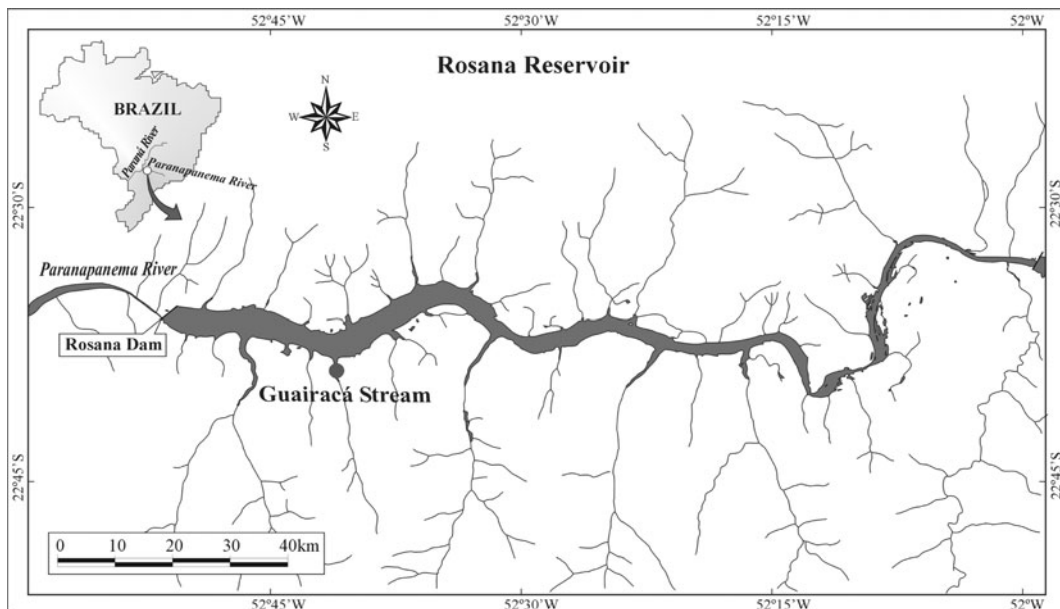 52°45'W 52°30'W 52°15'W 52°W
Rosana Reservoir
BRAZIL
N
W E
S
Paraná River
Paranapanema River
22°30'S 22°30'S
Paranapanema River
Rosana Dam
Guairacá Stream
22°45'S 22°45'S
0 10 20 30 40km
52°45'W 52°30'W 52°15'W 52°W